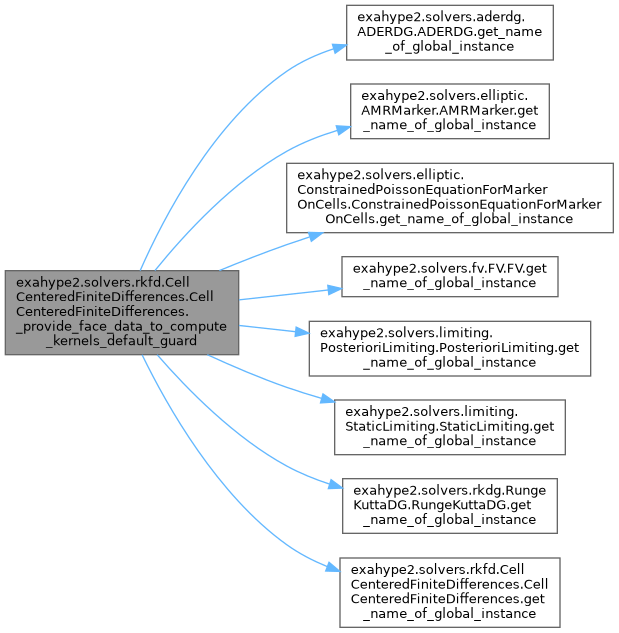 exahype2.solvers.aderdg.
ADERDG.ADERDG.get_name
_of_global_instance
exahype2.solvers.elliptic.
AMRMarker.AMRMarker.get
_name_of_global_instance
exahype2.solvers.elliptic.
ConstrainedPoissonEquationForMarker
OnCells.ConstrainedPoissonEquationForMarker
OnCells.get_name_of_global_instance
exahype2.solvers.rkfd.Cell
CenteredFiniteDifferences.Cell
CenteredFiniteDifferences.
_provide_face_data_to_compute
_kernels_default_guard
exahype2.solvers.fv.FV.FV.get
_name_of_global_instance
exahype2.solvers.limiting.
PosterioriLimiting.PosterioriLimiting.get
_name_of_global_instance
exahype2.solvers.limiting.
StaticLimiting.StaticLimiting.get
_name_of_global_instance
exahype2.solvers.rkdg.Runge
KuttaDG.RungeKuttaDG.get
_name_of_global_instance
exahype2.solvers.rkfd.Cell
CenteredFiniteDifferences.Cell
CenteredFiniteDifferences.get
_name_of_global_instance